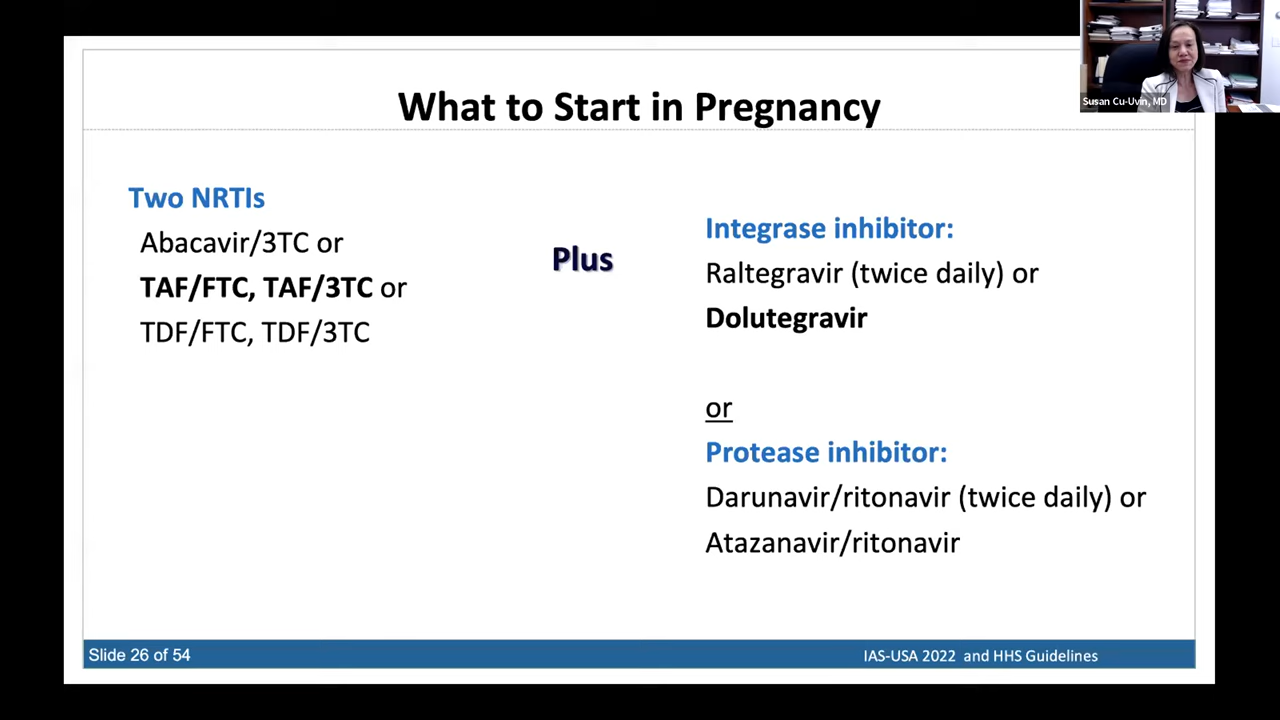 Susan Cu-Uvin, MD
What to Start in Pregnancy
Two NRTIs
Abacavir/3TC or
TAF/FTC, TAF/3TC or
TDF/FTC, TDF/3TC
Plus
Integrase inhibitor:
Raltegravir (twice daily) or
Dolutegravir
or
Protease inhibitor:
Darunavir/ritonavir (twice daily) or
Atazanavir/ritonavir
Slide 26 of 54
IAS-USA 2022 and HHS Guidelines